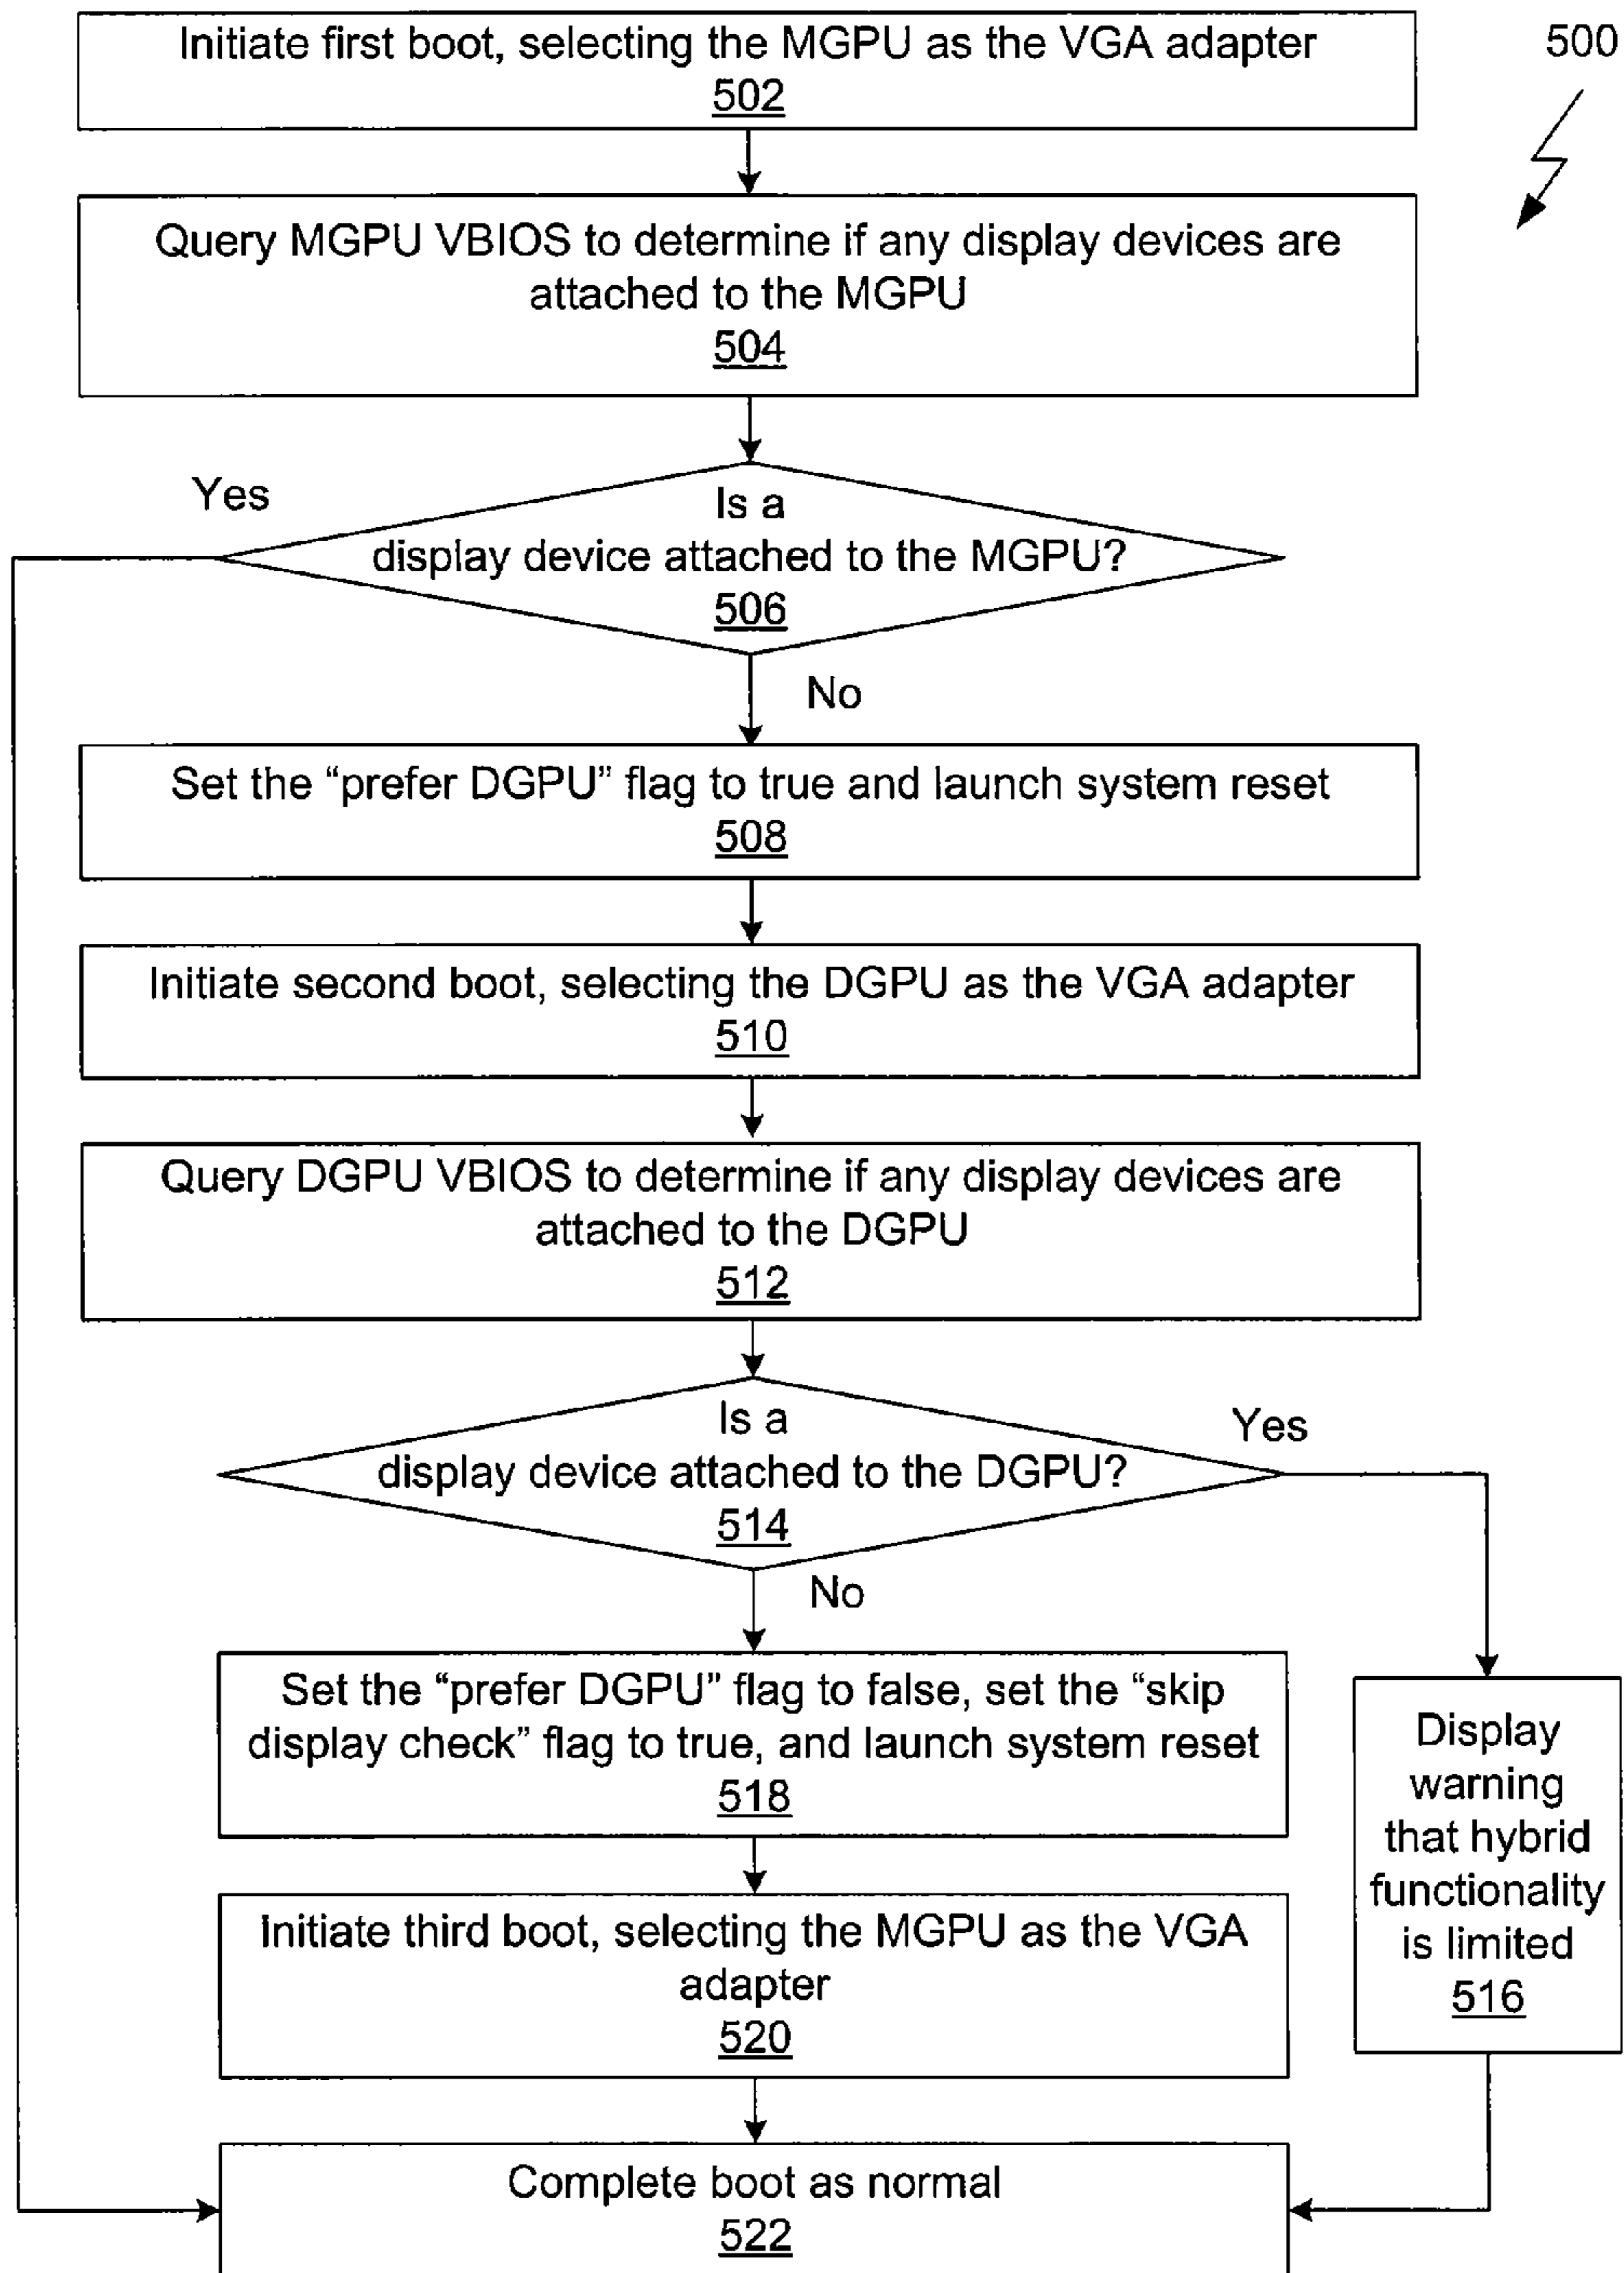 Initiate first boot, selecting the MGPU as the VGA adapter
502
500
Query MGPU VBIOS to determine if any display devices are
attached to the MGPU
504
Yes
Is a
display device attached to the MGPU?
506
No
Set the “prefer DGPU” flag to true and launch system reset
508
Initiate second boot, selecting the DGPU as the VGA adapter
510
Query DGPU VBIOS to determine if any display devices are
attached to the DGPU
512
Is a
display device attached to the DGPU?
514
Yes
No
Set the “prefer DGPU” flag to false, set the “skip
display check” flag to true, and launch system reset
518
Display
warning
that hybrid
functionality
is limited
516
Initiate third boot, selecting the MGPU as the VGA
adapter
520
Complete boot as normal
522